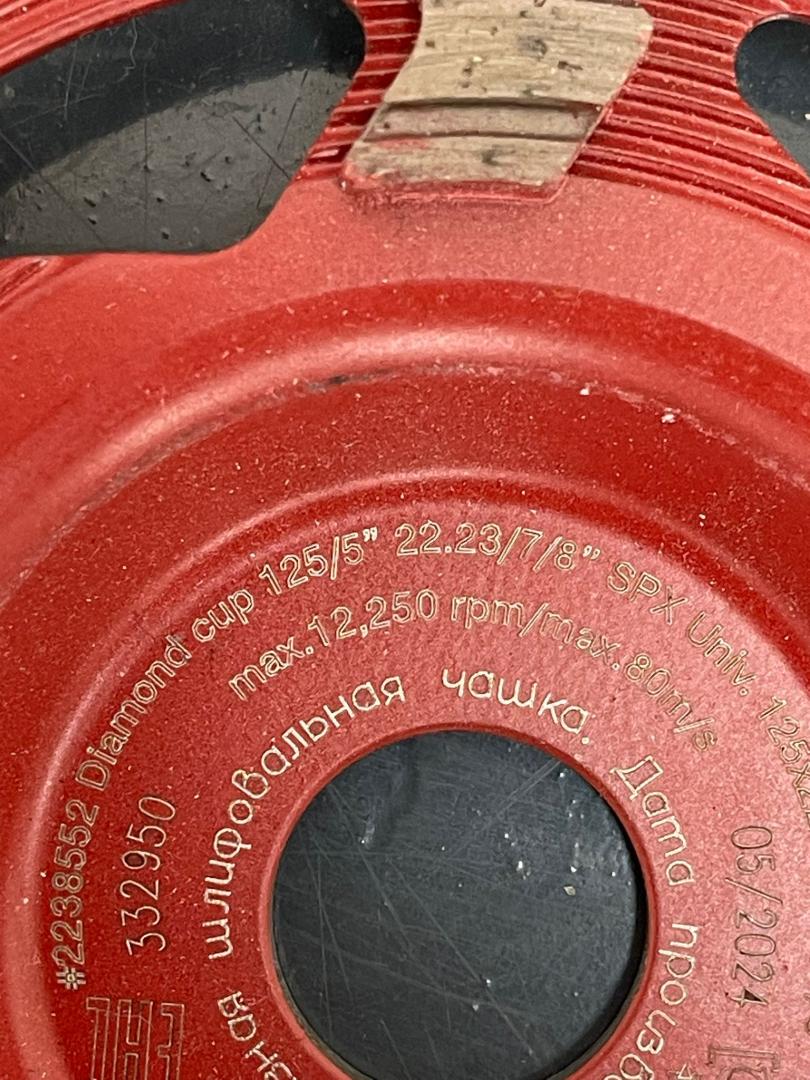 #2238552 Diamond cup 125/5” 22.23/7/8” SPX Univ.
max.12,250 rpm/max.80m/s
332950
шлифовальная чашка. Дата
05/2024